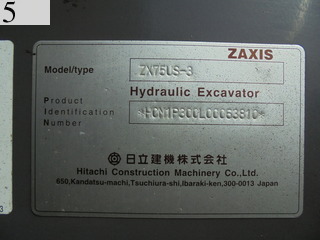 5
ZAXIS
Model/type ZX75US-3
Hydraulic Excavator
Product
Identification
Number
日立建機株式会社
Hitachi Construction Machinery Co.,Ltd.
650,Kandatsu-machi,Tsuchiura-shi,Ibaraki-ken,300-0013 Japan
3